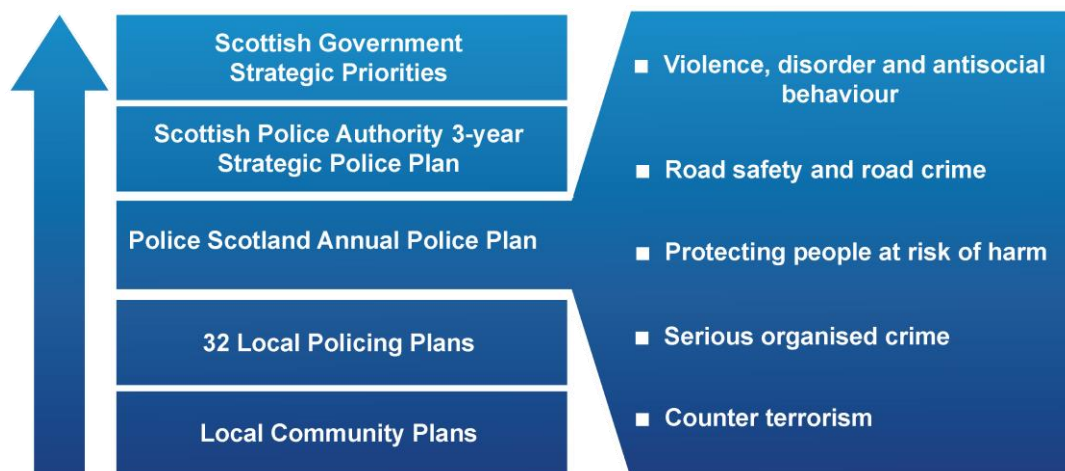 Scottish Government
Strategic Priorities
Scottish Police Authority 3-year
Strategic Police Plan
Police Scotland Annual Police Plan
32 Local Policing Plans
Local Community Plans
■ Violence, disorder and antisocial
behaviour
■ Road safety and road crime
■ Protecting people at risk of harm
■ Serious organised crime
■ Counter terrorism